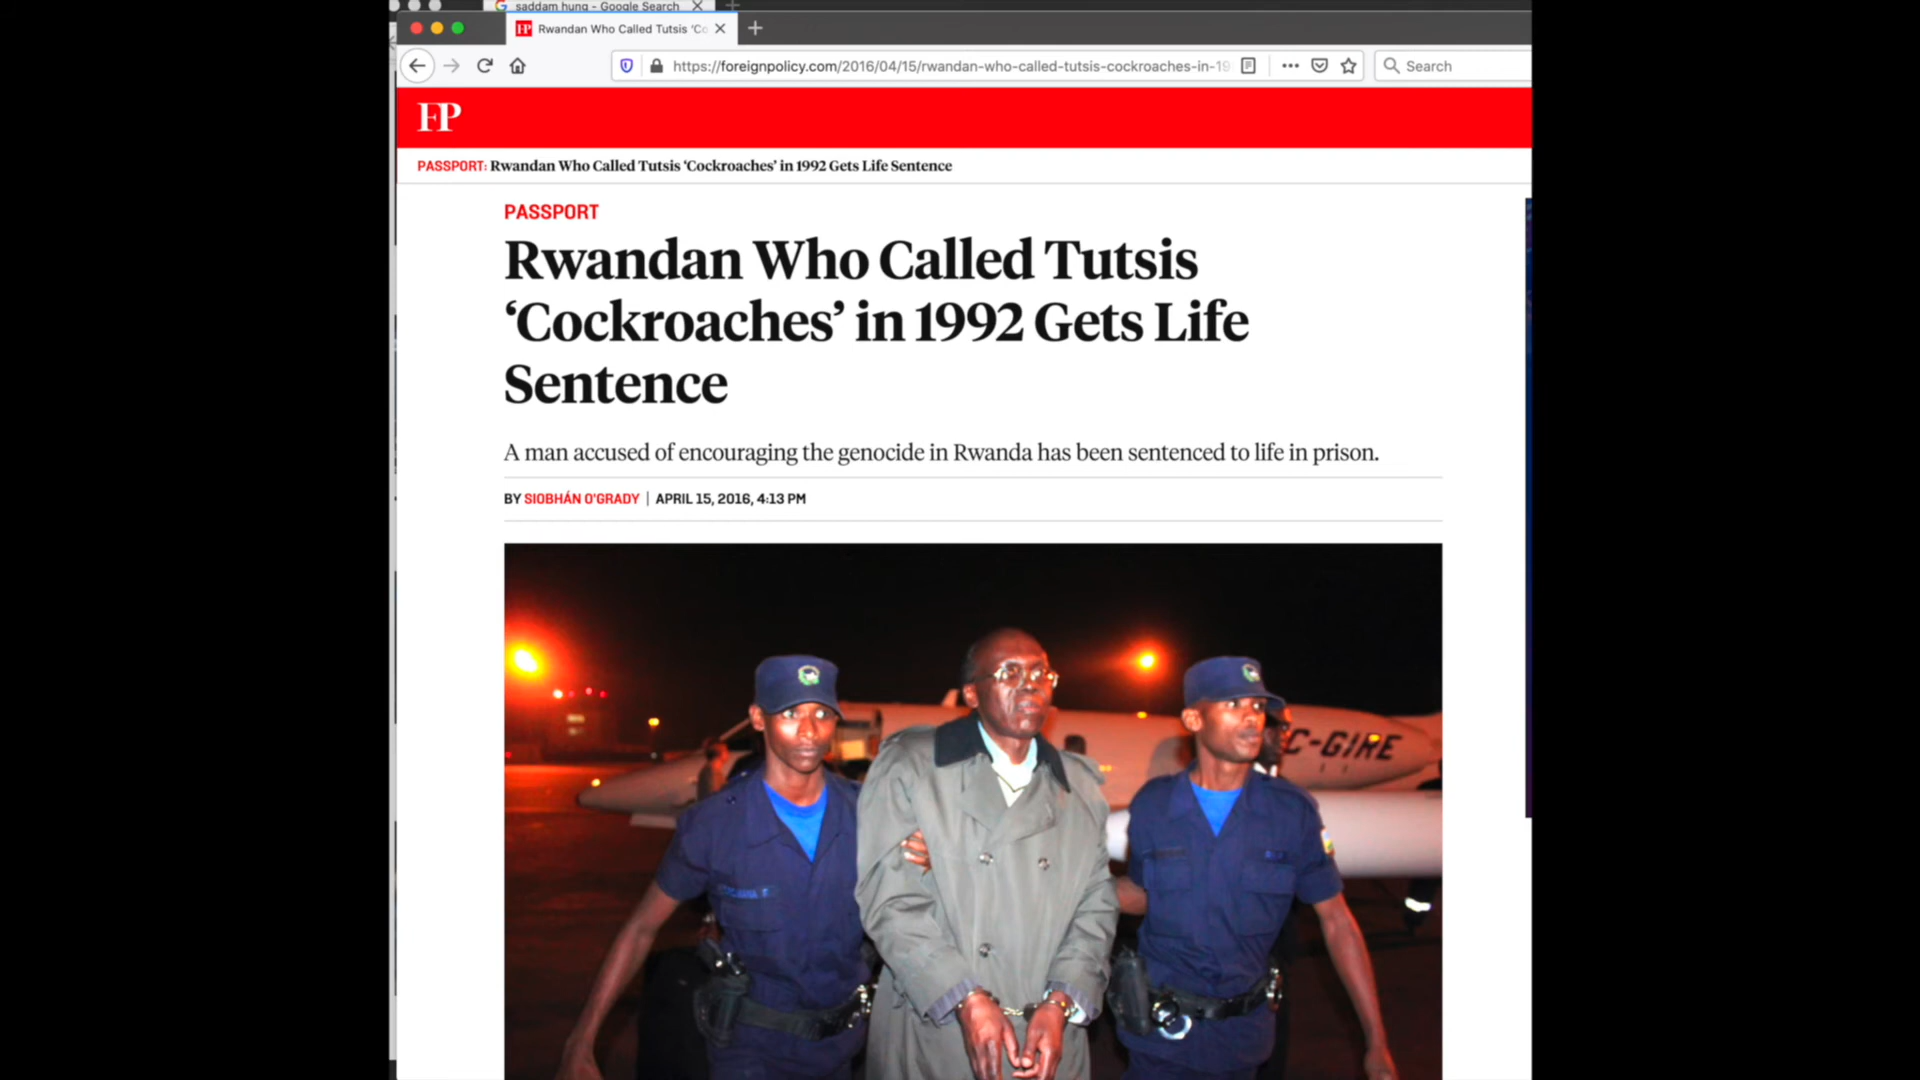 saddam hung - Google Search
Rwandan Who Called Tutsis 'Co
https://foreignpolicy.com/2016/04/15/rwandan-who-called-tutsis-cockroaches-in-19
Search
FP
PASSPORT: Rwandan Who Called Tutsis ‘Cockroaches’ in 1992 Gets Life Sentence
PASSPORT
Rwandan Who Called Tutsis
‘Cockroaches’ in 1992 Gets Life
Sentence
A man accused of encouraging the genocide in Rwanda has been sentenced to life in prison.
BY SIOBHÁN O'GRADY | APRIL 15, 2016, 4:13 PM
C-GIRE